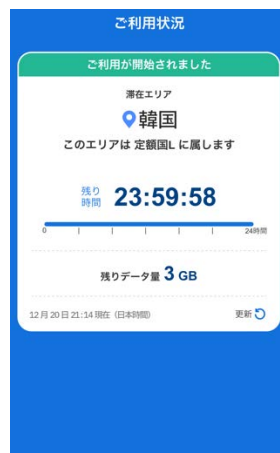 ご利用状況
ご利用が開始されました
滞在エリア
韓国
このエリアは 定額国L に属します
残り
時間 23:59:58
0 24時間
残りデータ量 3 GB
12月20日 21:14 現在（日本時間） 更新